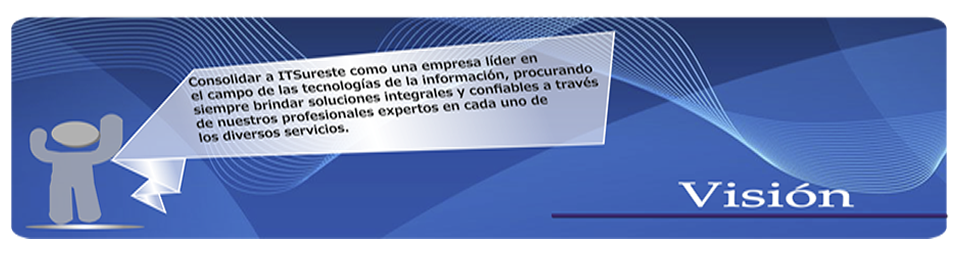 Consolidar a ITSureste como una empresa líder en
el campo de las tecnologías de la información, procurando
siempre brindar soluciones integrales y confiables a través
de nuestros profesionales expertos en cada uno de
los diversos servicios.
Visión